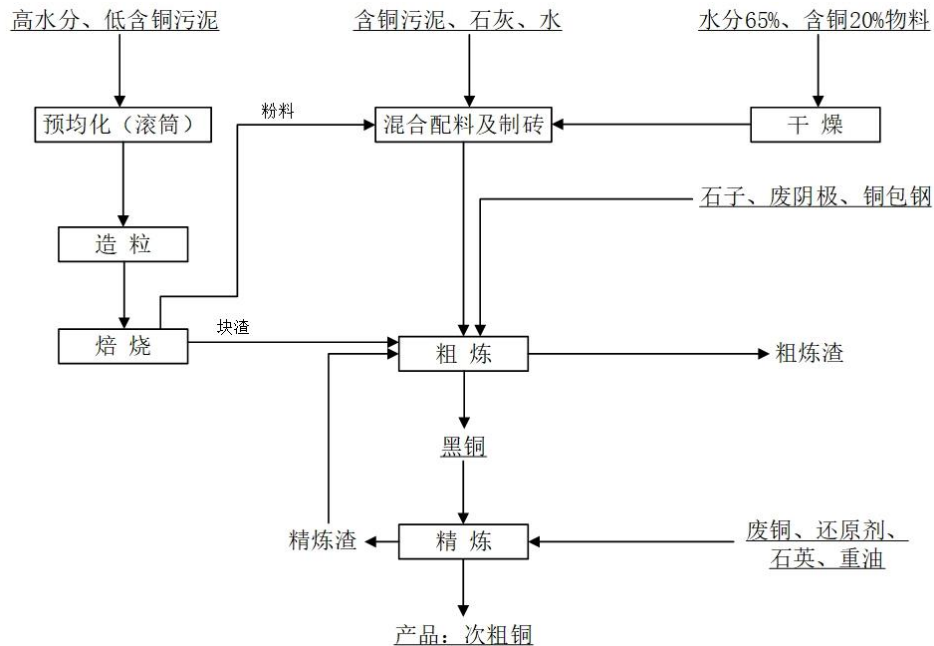 高水分、低含铜污泥
含铜污泥、石灰、水
水分65%、含铜20%物料
粉料
预均化（滚筒）
混合配料及制砖
干 燥
石子、废阴极、铜包钢
造 粒
块渣
焙 烧
粗 炼
粗炼渣
黑铜
精炼渣
精 炼
废铜、还原剂、
石英、重油
产品：次粗铜